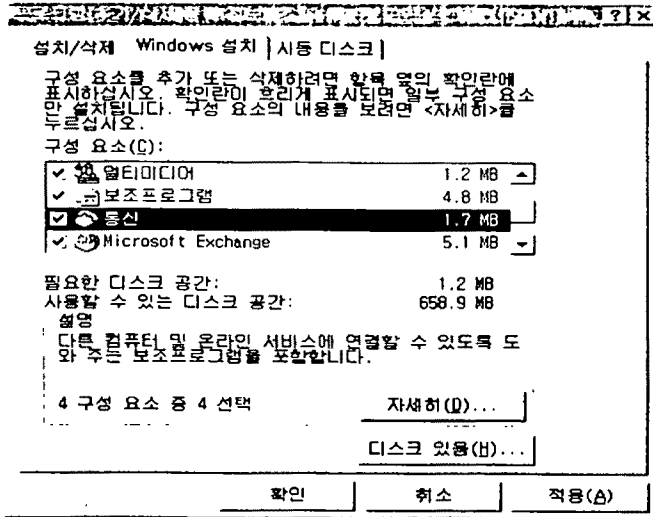 설치/삭제 Windows 설치 시동 디스크
구성 요소를 추가 또는 삭제하려면 항목 옆의 확인란에
표시하십시오. 확인란이 흐리게 표시되면 일부 구성 요소
만 설치됩니다. 구성 요소의 내용을 보려면 <자세히>를
누르십시오.
구성 요소(C):
멀티미디어 1.2 MB
보조프로그램 4.8 MB
통신 1.7 MB
Microsoft Exchange 5.1 MB
필요한 디스크 공간: 1.2 MB
사용할 수 있는 디스크 공간: 658.9 MB
설명
다른 컴퓨터 및 온라인 서비스에 연결할 수 있도록 도
와 주는 보조프로그램을 포함합니다.
4 구성 요소 중 4 선택 자세히(D)...
디스크 있음(H)...
확인 취소 적용(A)